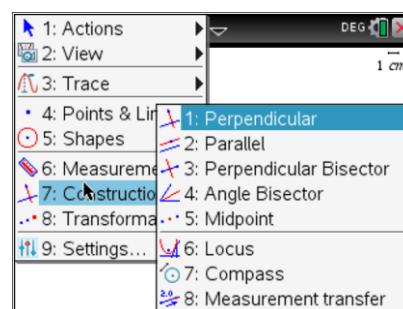 1: Actions
2: View
3: Trace
4: Points & Li
5: Shapes
6: Measureme
7: Constructio
8: Transforma
9: Settings...
DEG
1 cm
1: Perpendicular
2: Parallel
3: Perpendicular Bisector
4: Angle Bisector
5: Midpoint
6: Locus
7: Compass
8: Measurement transfer